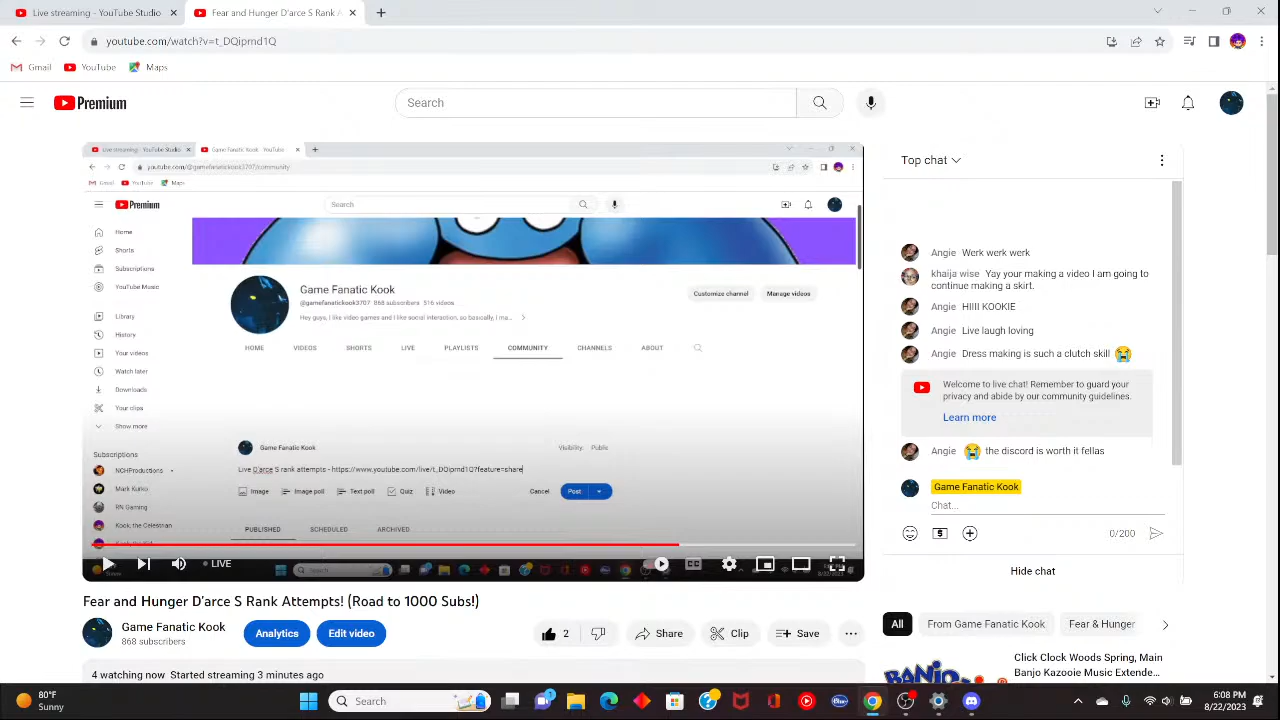 Live streaming - YouTube Studio
Fear and Hunger D'arce S Rank Attempts! A
youtube.com/watch?v=t_DQiprnd1Q
Gmail YouTube Maps
Premium
Search
Live streaming - YouTube Studio
Game Fanatic Kook - YouTube
youtube.com/@gamefanatickook3707/community
Gmail YouTube Maps
Premium
Search
Home
Shorts
Subscriptions
YouTube Music
Library
History
Your videos
Watch later
Downloads
Your clips
Show more
Subscriptions
NCHProductions
Mark Kurko
RN Gaming
Kook the Celestrian
Game Fanatic Kook
@gamefanatickook3707 868 subscribers 516 videos
Hey guys, I like video games and I like social interaction, so basically, i ma...
Customize channel Manage videos
HOME VIDEOS SHORTS LIVE PLAYLISTS COMMUNITY CHANNELS ABOUT
Game Fanatic Kook
Visibility: Public
Live D'arce S rank attempts - https://www.youtube.com/live/t_DQiprnd1Q?feature=share
Image Image poll Text poll Quiz Video Cancel Post
PUBLISHED SCHEDULED ARCHIVED
Sunny
Search
8/22/2023
LIVE
CC
Fear and Hunger D'arce S Rank Attempts! (Road to 1000 Subs!)
Game Fanatic Kook
868 subscribers
Analytics Edit video
2
Share Clip Save
4 watching now Started streaming 3 minutes ago
Top chat
Angie Werk werk werk
khaija wise Yay your making a video I am going to
continue making a skirt.
Angie HIIII KOOKIE
Angie Live laugh loving
Angie Dress making is such a clutch skill 😭
Welcome to live chat! Remember to guard your
privacy and abide by our community guidelines.
Learn more
Angie 😭 the discord is worth it fellas
Game Fanatic Kook
Chat...
0/200
Hide chat
All From Game Fanatic Kook Fear & Hunger
BANJO
Click Clock Woods Spring, Main
Banjo Kazooie Music Extende...
80°F
Sunny
Search
6:08 PM
8/22/2023